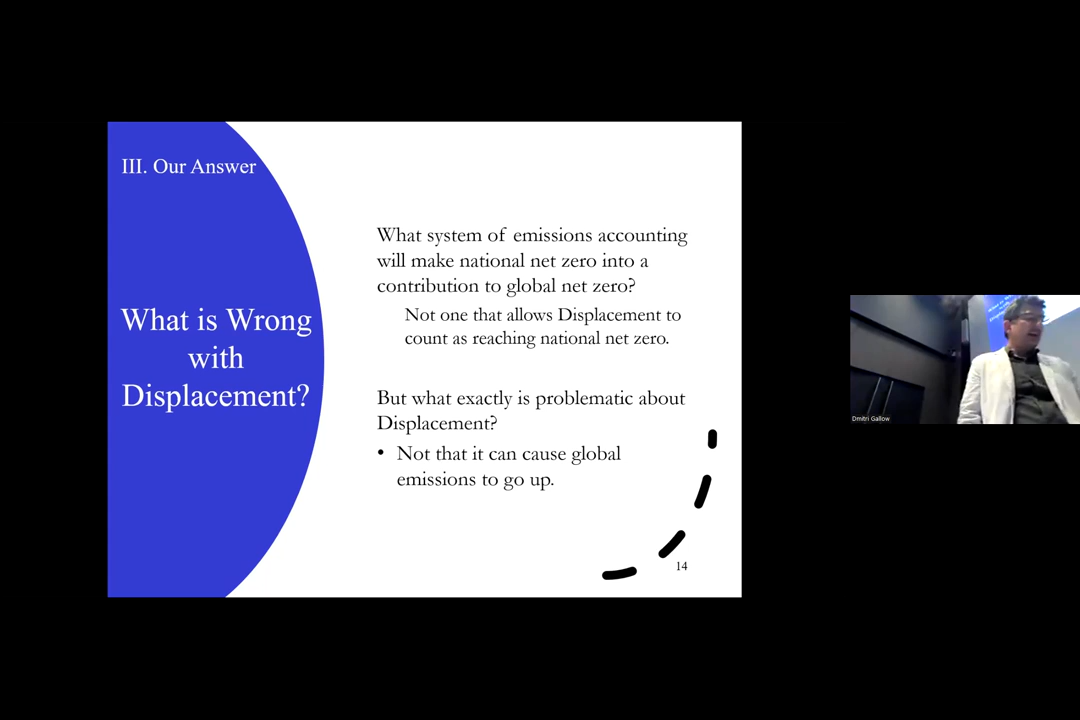 III. Our Answer
What is Wrong
with
Displacement?
What system of emissions accounting
will make national net zero into a
contribution to global net zero?
Not one that allows Displacement to
count as reaching national net zero.
But what exactly is problematic about
Displacement?
• Not that it can cause global
emissions to go up.
14
Dmitri Gallow